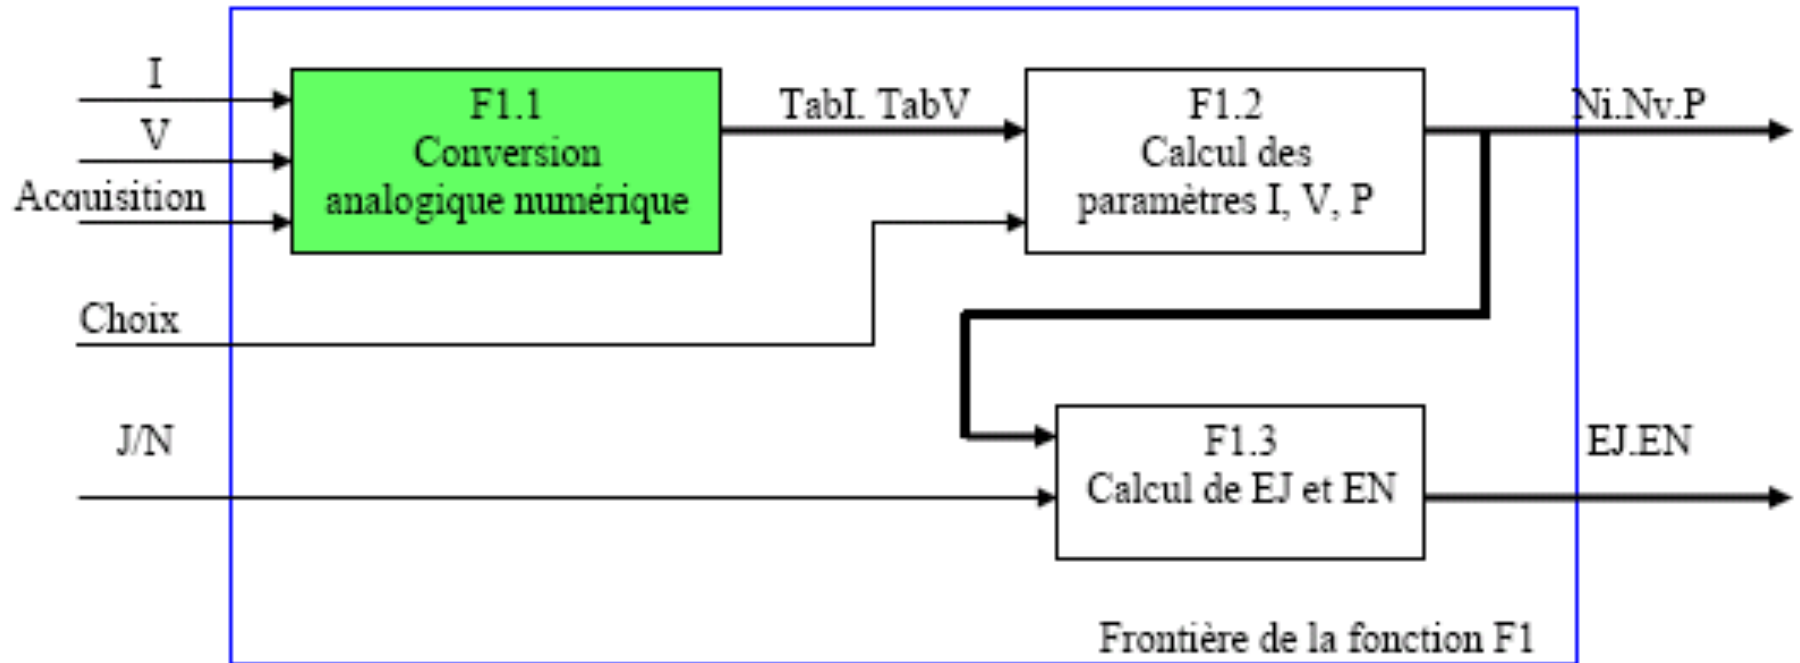 I
V
Acquisition
F1.1
Conversion
analogique numérique
TabI. TabV
F1.2
Calcul des
paramètres I, V, P
Ni.Nv.P
Choix
J/N
F1.3
Calcul de EJ et EN
EJ.EN
Frontière de la fonction F1